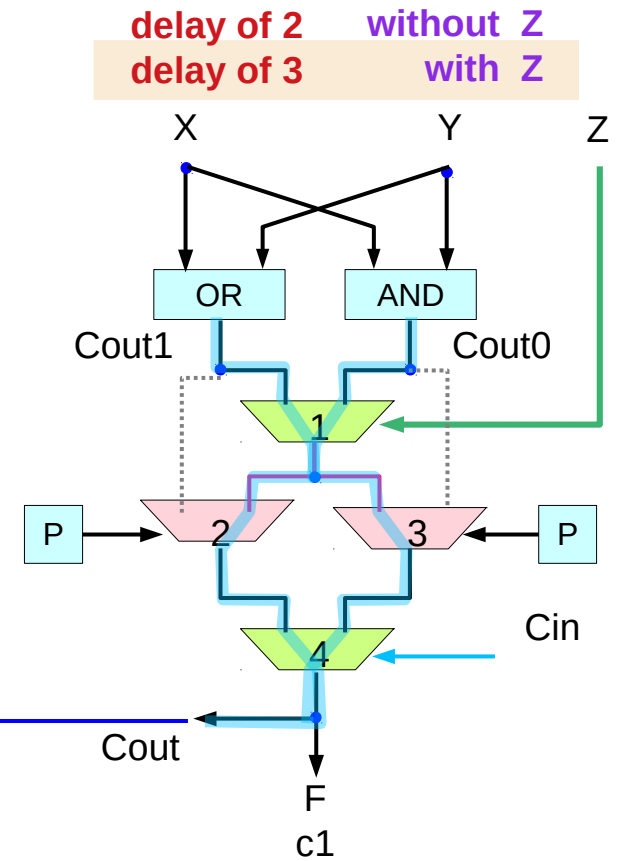 delay of 2 without Z
delay of 3 with Z
X Y Z
OR AND
Cout1 Cout0
1
P 2 3 P
Cin
4
Cout
F
c1